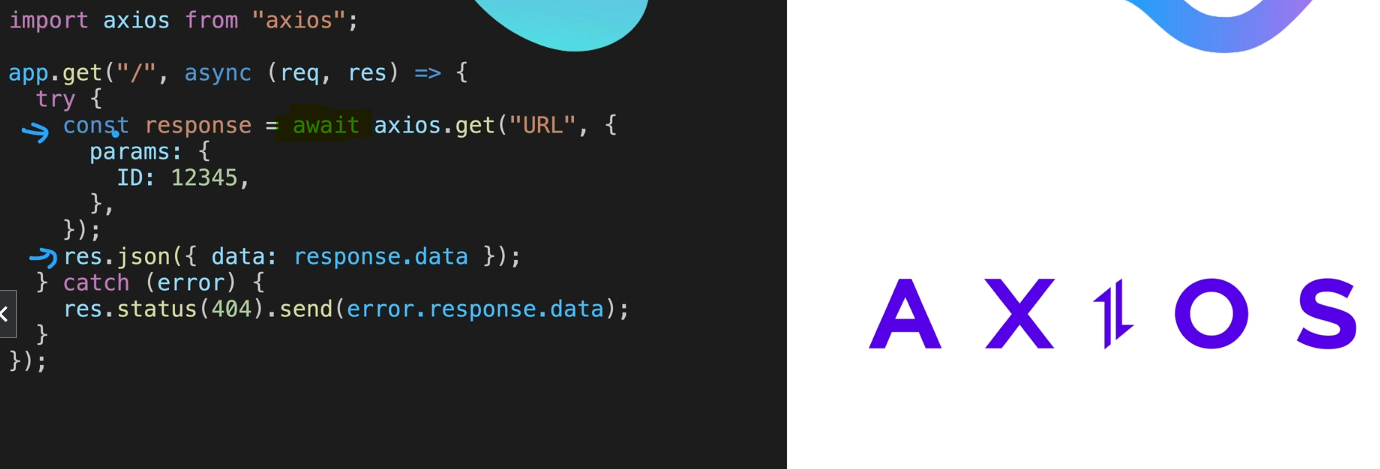 import axios from "axios";
app.get("/", async (req, res) => {
  try {
    const response = await axios.get("URL", {
      params: {
        ID: 12345,
      },
    });
    res.json({ data: response.data });
  } catch (error) {
    res.status(404).send(error.response.data);
  }
});
AXIOS